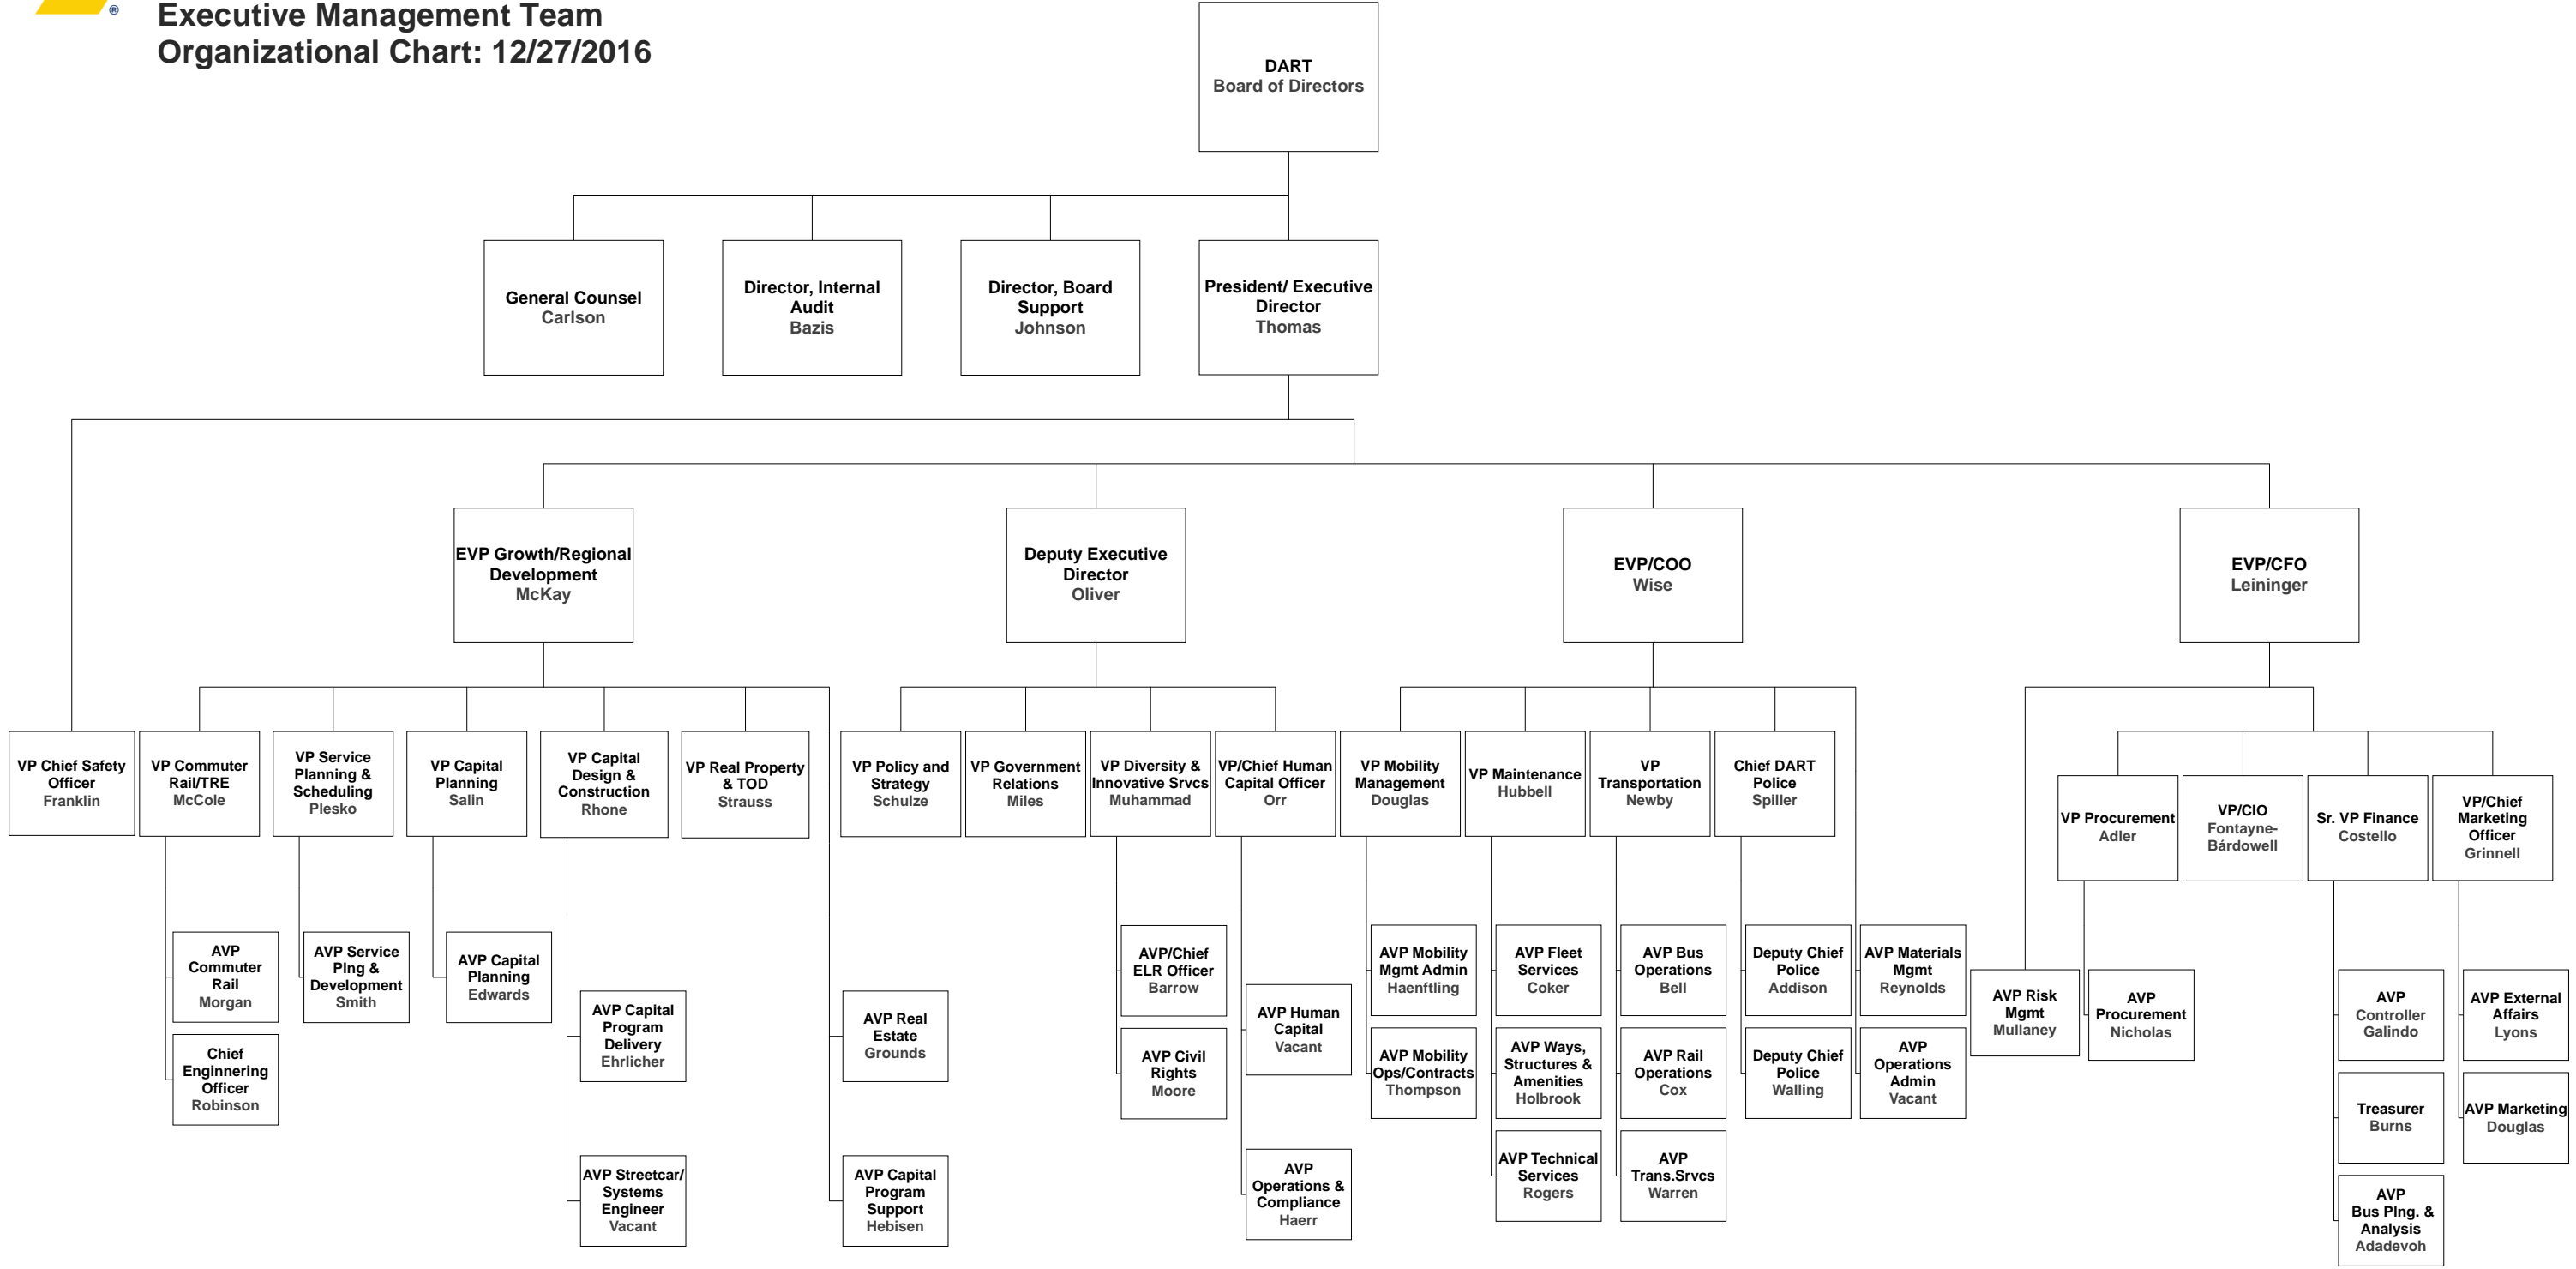 ®
Executive Management Team
Organizational Chart: 12/27/2016
DART
Board of Directors
General Counsel
Carlson
Director, Internal
Audit
Bazis
Director, Board
Support
Johnson
President/ Executive
Director
Thomas
EVP Growth/Regional
Development
McKay
Deputy Executive
Director
Oliver
EVP/COO
Wise
EVP/CFO
Leininger
VP Chief Safety
Officer
Franklin
VP Commuter
Rail/TRE
McCole
VP Service
Planning &
Scheduling
Plesko
VP Capital
Planning
Salin
VP Capital
Design &
Construction
Rhone
VP Real Property
& TOD
Strauss
VP Policy and
Strategy
Schulze
VP Government
Relations
Miles
VP Diversity &
Innovative Srvcs
Muhammad
VP/Chief Human
Capital Officer
Orr
VP Mobility
Management
Douglas
VP Maintenance
Hubbell
VP
Transportation
Newby
Chief DART
Police
Spiller
VP Procurement
Adler
VP/CIO
Fontayne-
Bárdowell
Sr. VP Finance
Costello
VP/Chief
Marketing
Officer
Grinnell
AVP
Commuter
Rail
Morgan
Chief
Enginnering
Officer
Robinson
AVP Service
Plng &
Development
Smith
AVP Capital
Planning
Edwards
AVP Capital
Program
Delivery
Ehrlicher
AVP Streetcar/
Systems
Engineer
Vacant
AVP Real
Estate
Grounds
AVP Capital
Program
Support
Hebisen
AVP/Chief
ELR Officer
Barrow
AVP Civil
Rights
Moore
AVP Human
Capital
Vacant
AVP
Operations &
Compliance
Haerr
AVP Mobility
Mgmt Admin
Haenftling
AVP Mobility
Ops/Contracts
Thompson
AVP Fleet
Services
Coker
AVP Ways,
Structures &
Amenities
Holbrook
AVP Technical
Services
Rogers
AVP Bus
Operations
Bell
AVP Rail
Operations
Cox
AVP
Trans.Srvcs
Warren
Deputy Chief
Police
Addison
Deputy Chief
Police
Walling
AVP Materials
Mgmt
Reynolds
AVP
Operations
Admin
Vacant
AVP Risk
Mgmt
Mullaney
AVP
Procurement
Nicholas
AVP
Controller
Galindo
Treasurer
Burns
AVP
Bus Plng. &
Analysis
Adadevoh
AVP External
Affairs
Lyons
AVP Marketing
Douglas